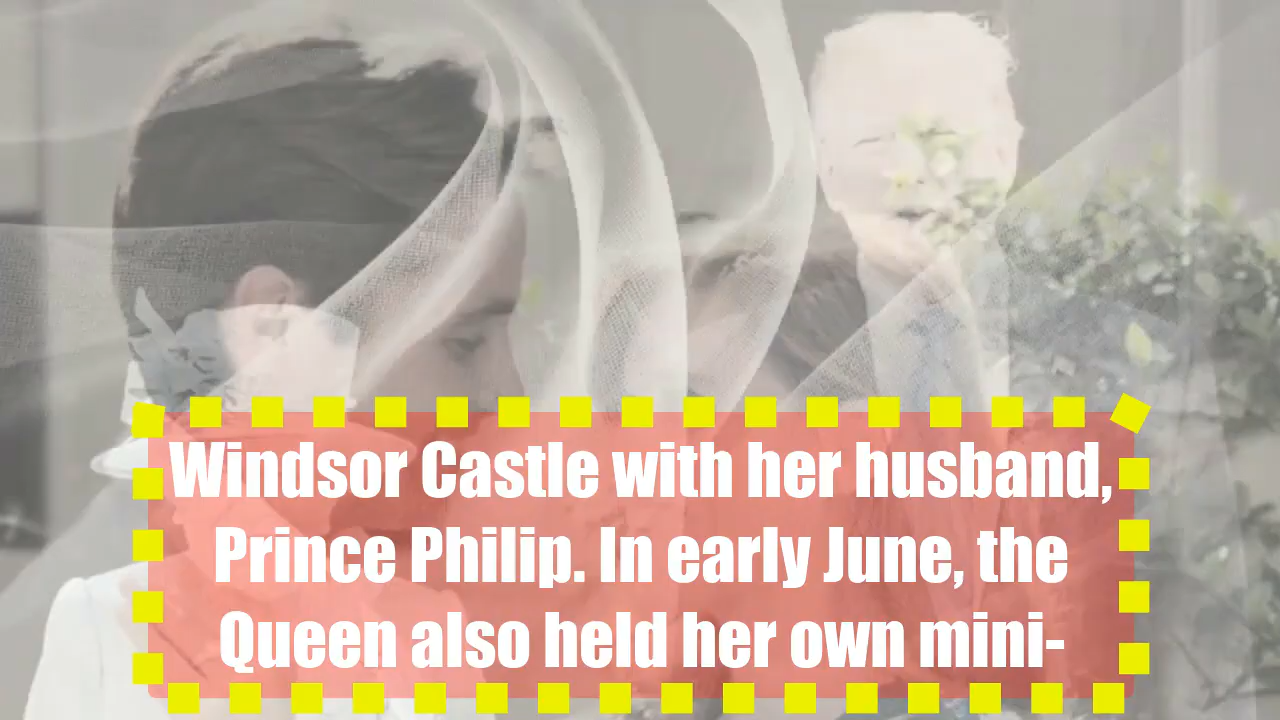 Windsor Castle with her husband,
Prince Philip. In early June, the
Queen also held her own mini-